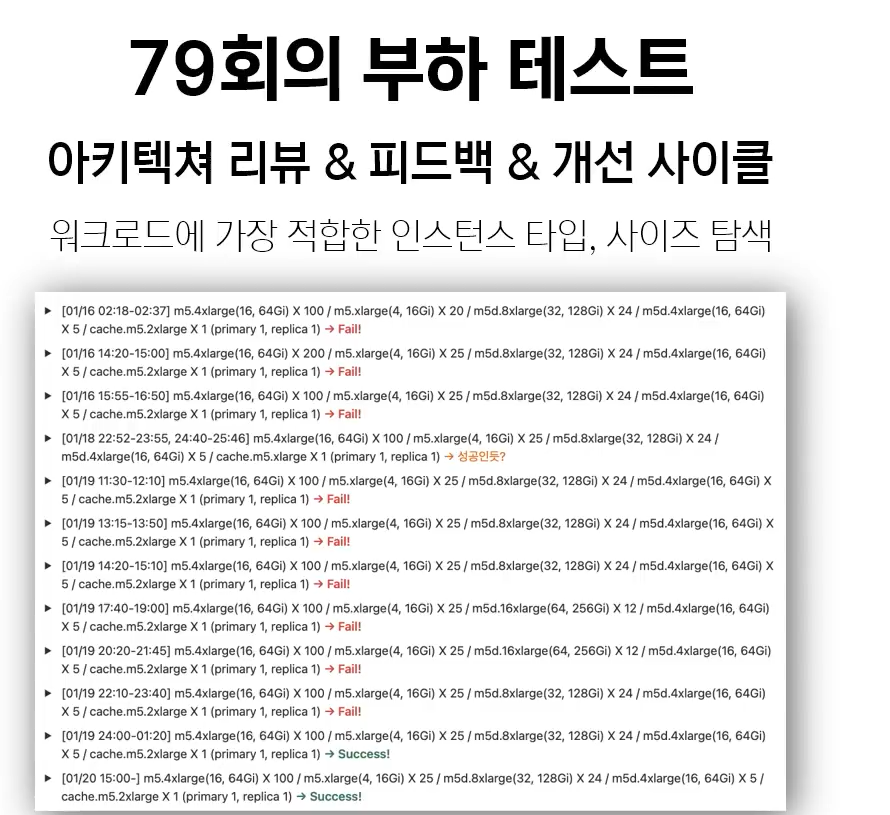 79회의 부하 테스트
아키텍쳐 리뷰 & 피드백 & 개선 사이클
워크로드에 가장 적합한 인스턴스 타입, 사이즈 탐색
▶ [01/16 02:18-02:37] m5.4xlarge(16, 64Gi) X 100 / m5.xlarge(4, 16Gi) X 20 / m5d.8xlarge(32, 128Gi) X 24 / m5d.4xlarge(16, 64Gi)
X 5 / cache.m5.2xlarge X 1 (primary 1, replica 1) → Fail!
▶ [01/16 14:20-15:00] m5.4xlarge(16, 64Gi) X 200 / m5.xlarge(4, 16Gi) X 25 / m5d.8xlarge(32, 128Gi) X 24 / m5d.4xlarge(16, 64Gi)
X 5 / cache.m5.2xlarge X 1 (primary 1, replica 1) → Fail!
▶ [01/16 15:55-16:50] m5.4xlarge(16, 64Gi) X 100 / m5.xlarge(4, 16Gi) X 25 / m5d.8xlarge(32, 128Gi) X 24 / m5d.4xlarge(16, 64Gi)
X 5 / cache.m5.2xlarge X 1 (primary 1, replica 1) → Fail!
▶ [01/18 22:52-23:55, 24:40-25:46] m5.4xlarge(16, 64Gi) X 100 / m5.xlarge(4, 16Gi) X 25 / m5d.8xlarge(32, 128Gi) X 24 /
m5d.4xlarge(16, 64Gi) X 5 / cache.m5.xlarge X 1 (primary 1, replica 1) → 성공인듯?
▶ [01/19 11:30-12:10] m5.4xlarge(16, 64Gi) X 100 / m5.xlarge(4, 16Gi) X 25 / m5d.8xlarge(32, 128Gi) X 24 / m5d.4xlarge(16, 64Gi) X
5 / cache.m5.2xlarge X 1 (primary 1, replica 1) → Fail!
▶ [01/19 13:15-13:50] m5.4xlarge(16, 64Gi) X 100 / m5.xlarge(4, 16Gi) X 25 / m5d.8xlarge(32, 128Gi) X 24 / m5d.4xlarge(16, 64Gi) X
5 / cache.m5.2xlarge X 1 (primary 1, replica 1) → Fail!
▶ [01/19 14:20-15:10] m5.4xlarge(16, 64Gi) X 100 / m5.xlarge(4, 16Gi) X 25 / m5d.8xlarge(32, 128Gi) X 24 / m5d.4xlarge(16, 64Gi) X
5 / cache.m5.2xlarge X 1 (primary 1, replica 1) → Fail!
▶ [01/19 17:40-19:00] m5.4xlarge(16, 64Gi) X 100 / m5.xlarge(4, 16Gi) X 25 / m5d.16xlarge(64, 256Gi) X 12 / m5d.4xlarge(16, 64Gi)
X 5 / cache.m5.2xlarge X 1 (primary 1, replica 1) → Fail!
▶ [01/19 20:20-21:45] m5.4xlarge(16, 64Gi) X 100 / m5.xlarge(4, 16Gi) X 25 / m5d.16xlarge(64, 256Gi) X 12 / m5d.4xlarge(16, 64Gi)
X 5 / cache.m5.2xlarge X 1 (primary 1, replica 1) → Fail!
▶ [01/19 22:10-23:40] m5.4xlarge(16, 64Gi) X 100 / m5.xlarge(4, 16Gi) X 25 / m5d.8xlarge(32, 128Gi) X 24 / m5d.4xlarge(16, 64Gi)
X 5 / cache.m5.2xlarge X 1 (primary 1, replica 1) → Fail!
▶ [01/19 24:00-01:20] m5.4xlarge(16, 64Gi) X 100 / m5.xlarge(4, 16Gi) X 25 / m5d.8xlarge(32, 128Gi) X 24 / m5d.4xlarge(16, 64Gi)
X 5 / cache.m5.2xlarge X 1 (primary 1, replica 1) → Success!
▶ [01/20 15:00-] m5.4xlarge(16, 64Gi) X 100 / m5.xlarge(4, 16Gi) X 25 / m5d.8xlarge(32, 128Gi) X 24 / m5d.4xlarge(16, 64Gi) X 5 /
cache.m5.2xlarge X 1 (primary 1, replica 1) → Success!